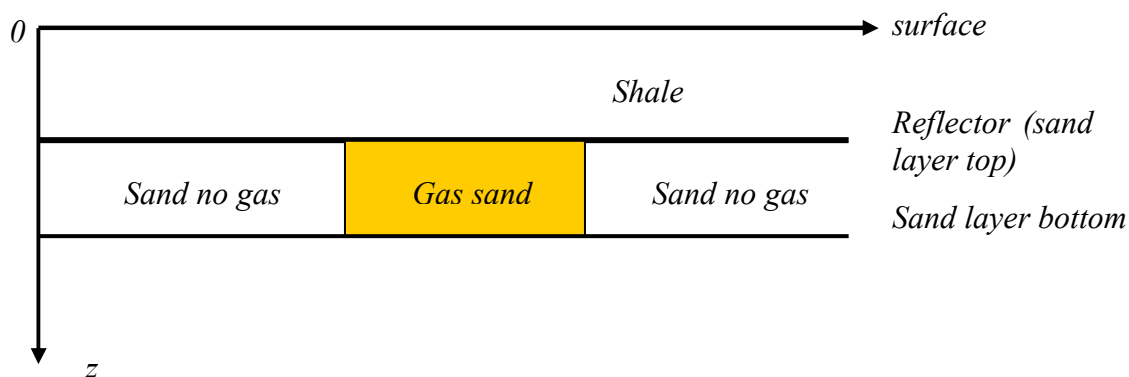 0
surface
Shale
Reflector (sand
layer top)
Sand no gas
Gas sand
Sand no gas
Sand layer bottom
z